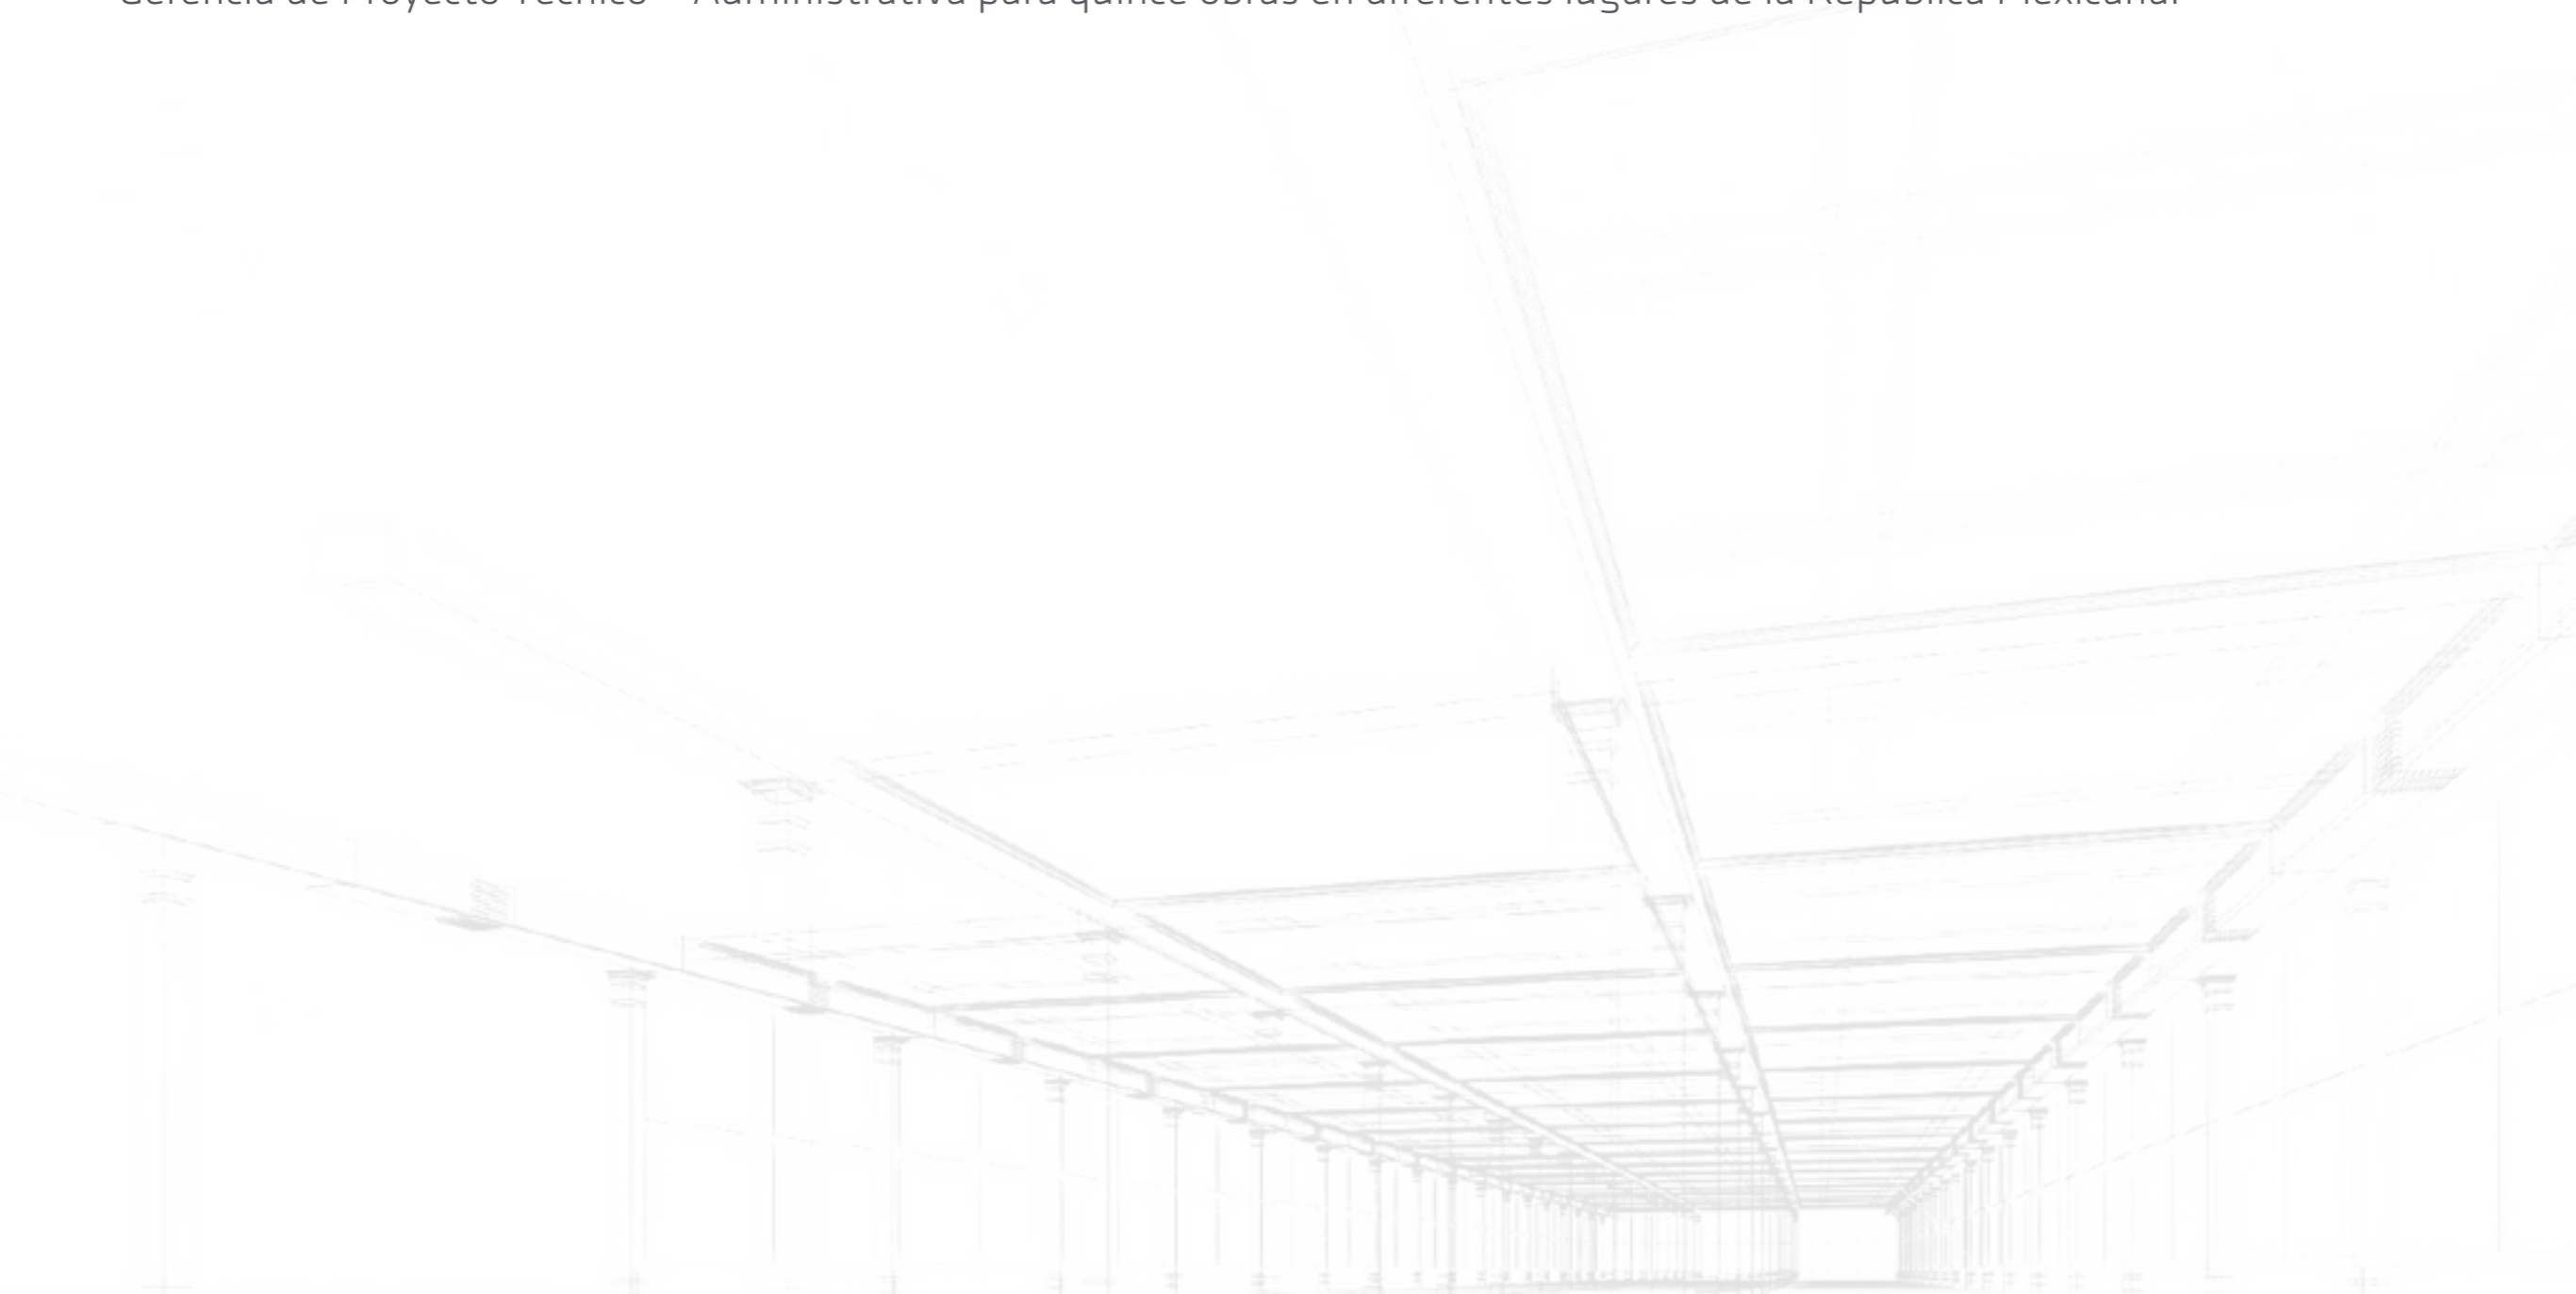 Gerencia de Proyecto Técnico – Administrativa para quince obras en diferentes lugares de la República Mexicana.